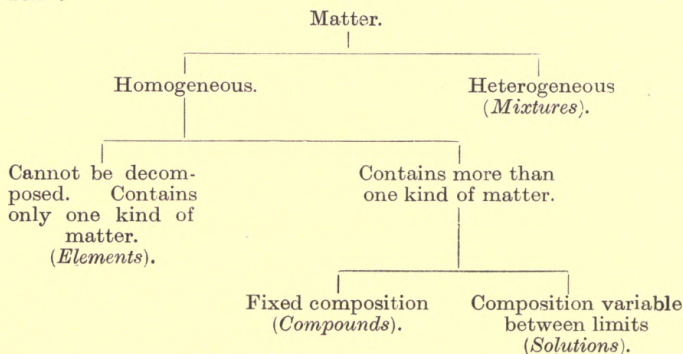 Matter.
Homogeneous.
Heterogeneous
(Mixtures).
Cannot be decom-
posed. Contains
only one kind of
matter.
(Elements).
Contains more than
one kind of matter.
Fixed composition
(Compounds).
Composition variable
between limits
(Solutions).